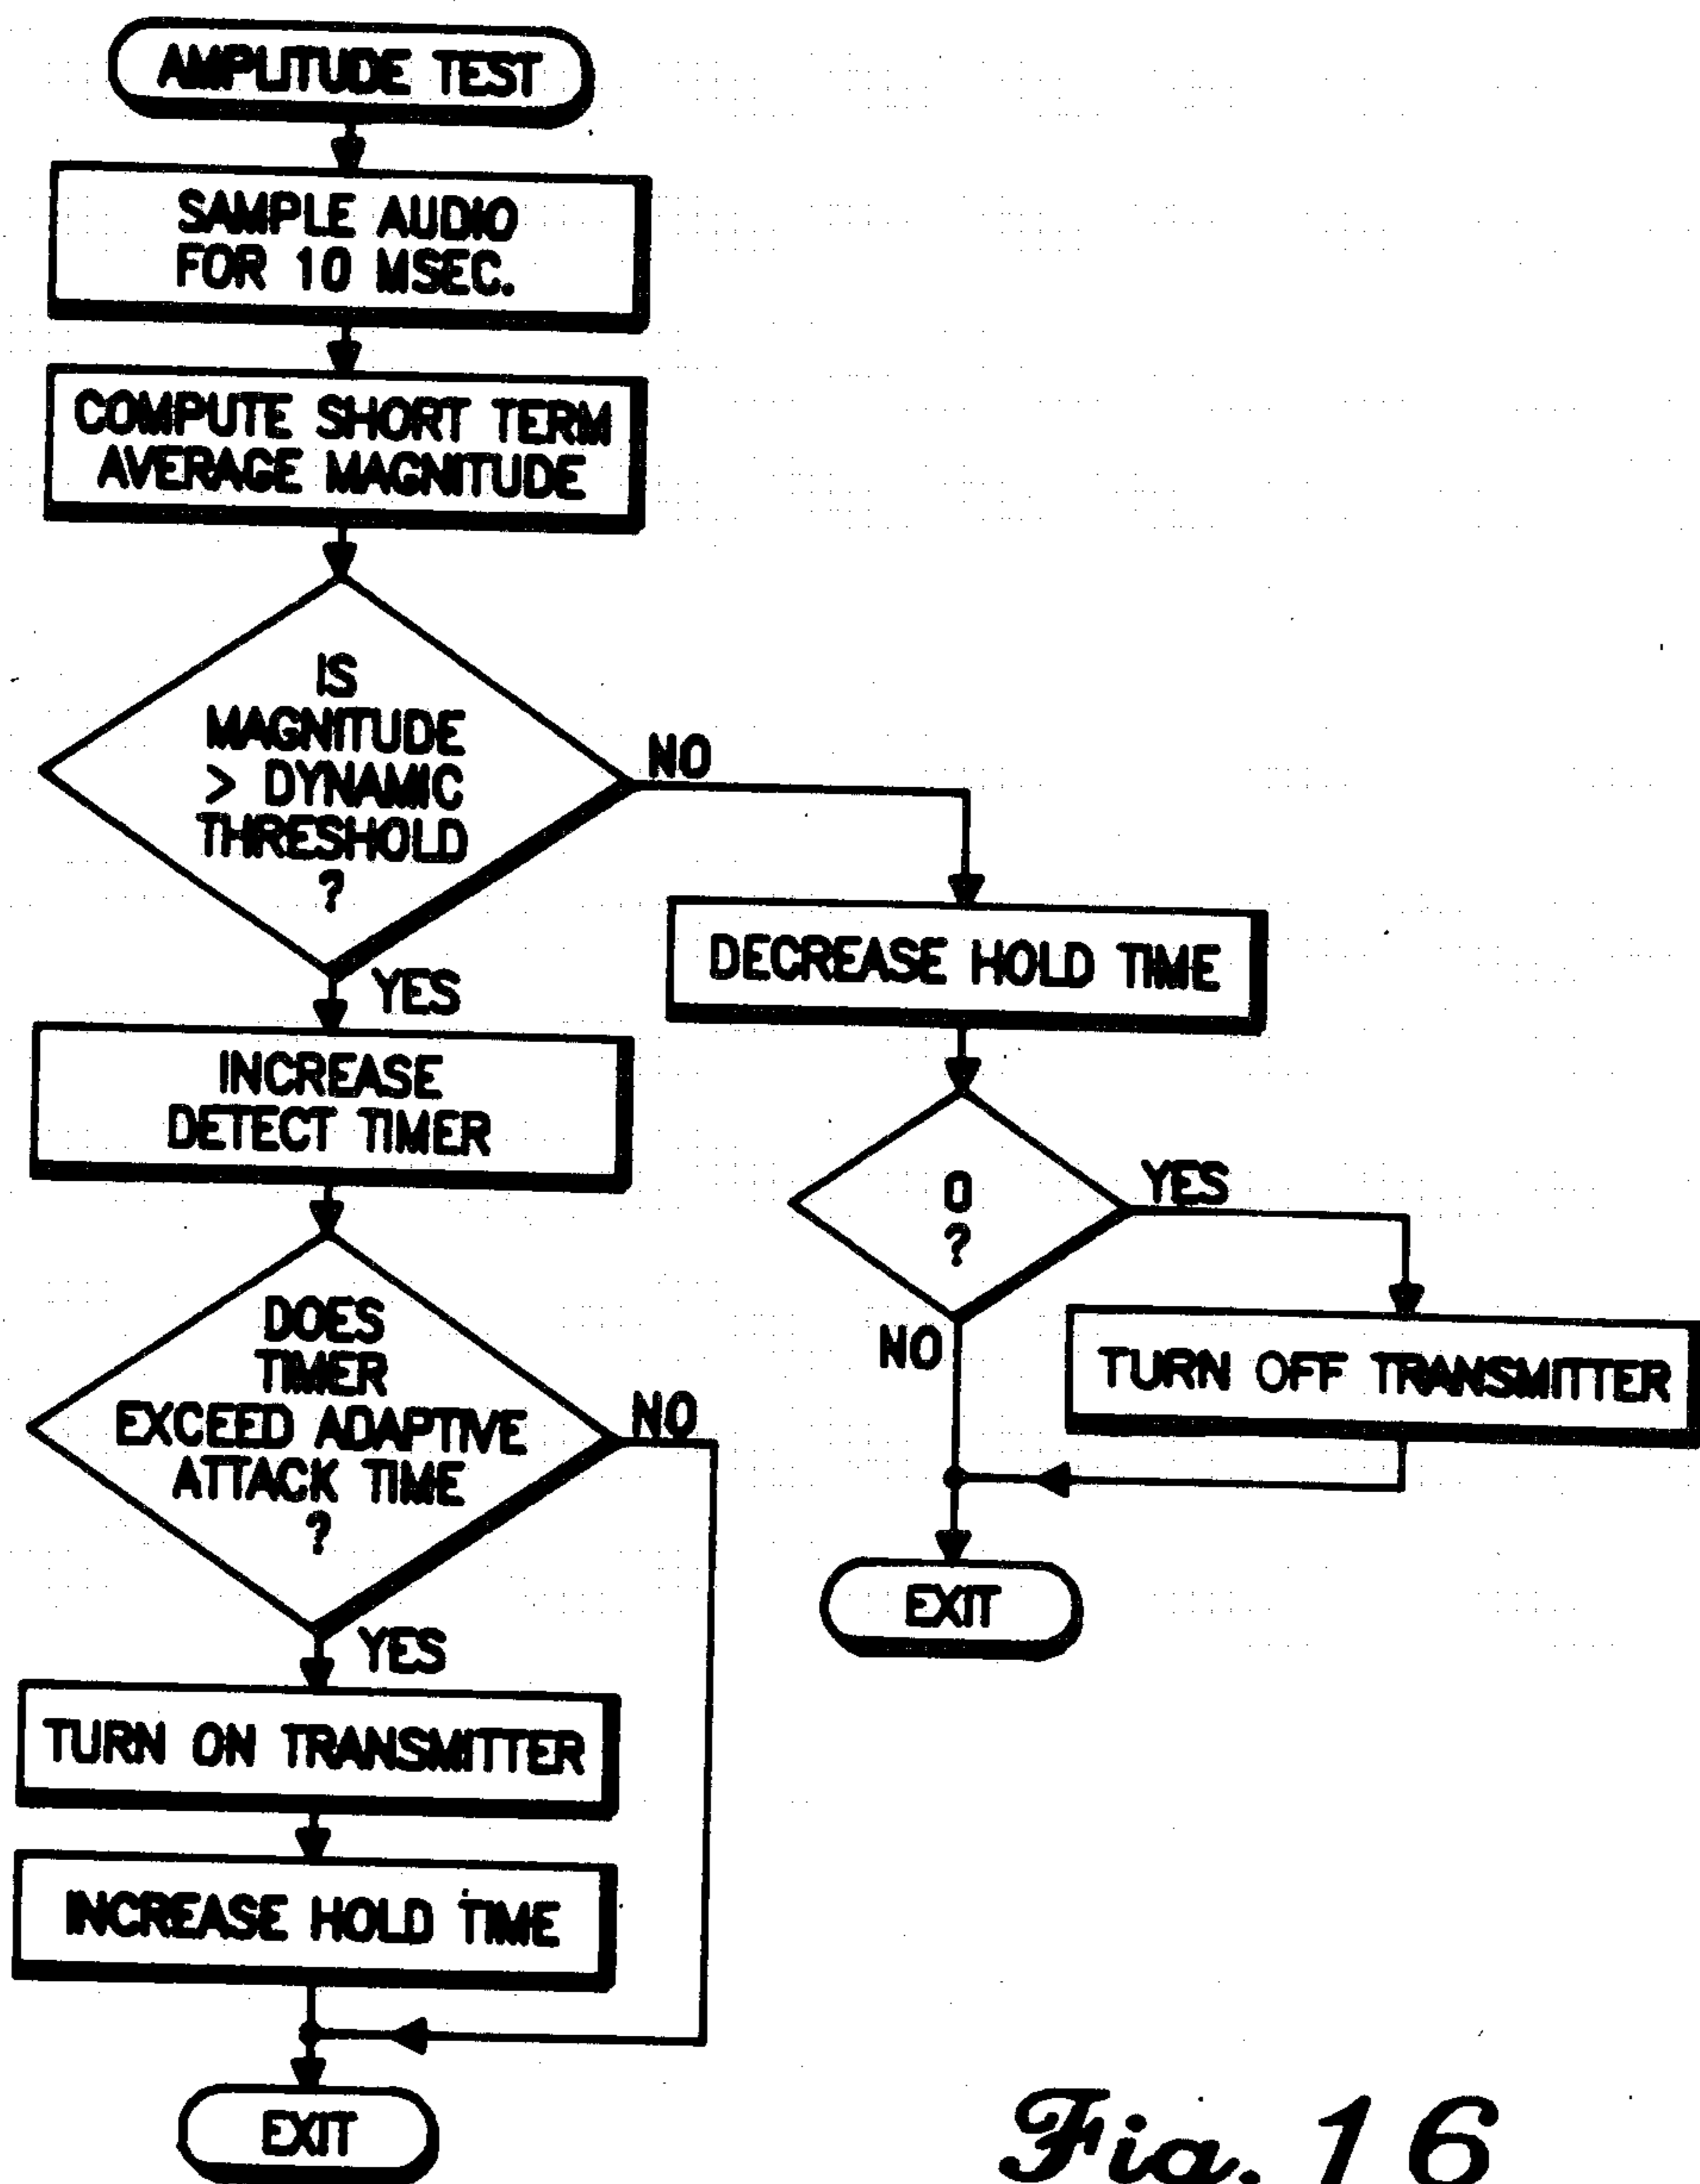 AMPLITUDE TEST
SAMPLE AUDIO
FOR 10 MSEC.
COMPUTE SHORT TERM
AVERAGE MAGNITUDE
IS
MAGNITUDE
> DYNAMIC
THRESHOLD
?
NO
YES
DECREASE HOLD TIME
INCREASE
DETECT TIMER
0
?
YES
NO
TURN OFF TRANSMITTER
EXIT
DOES
TIMER
EXCEED ADAPTIVE
ATTACK TIME
?
NO
YES
TURN ON TRANSMITTER
INCREASE HOLD TIME
EXIT
Fig. 16